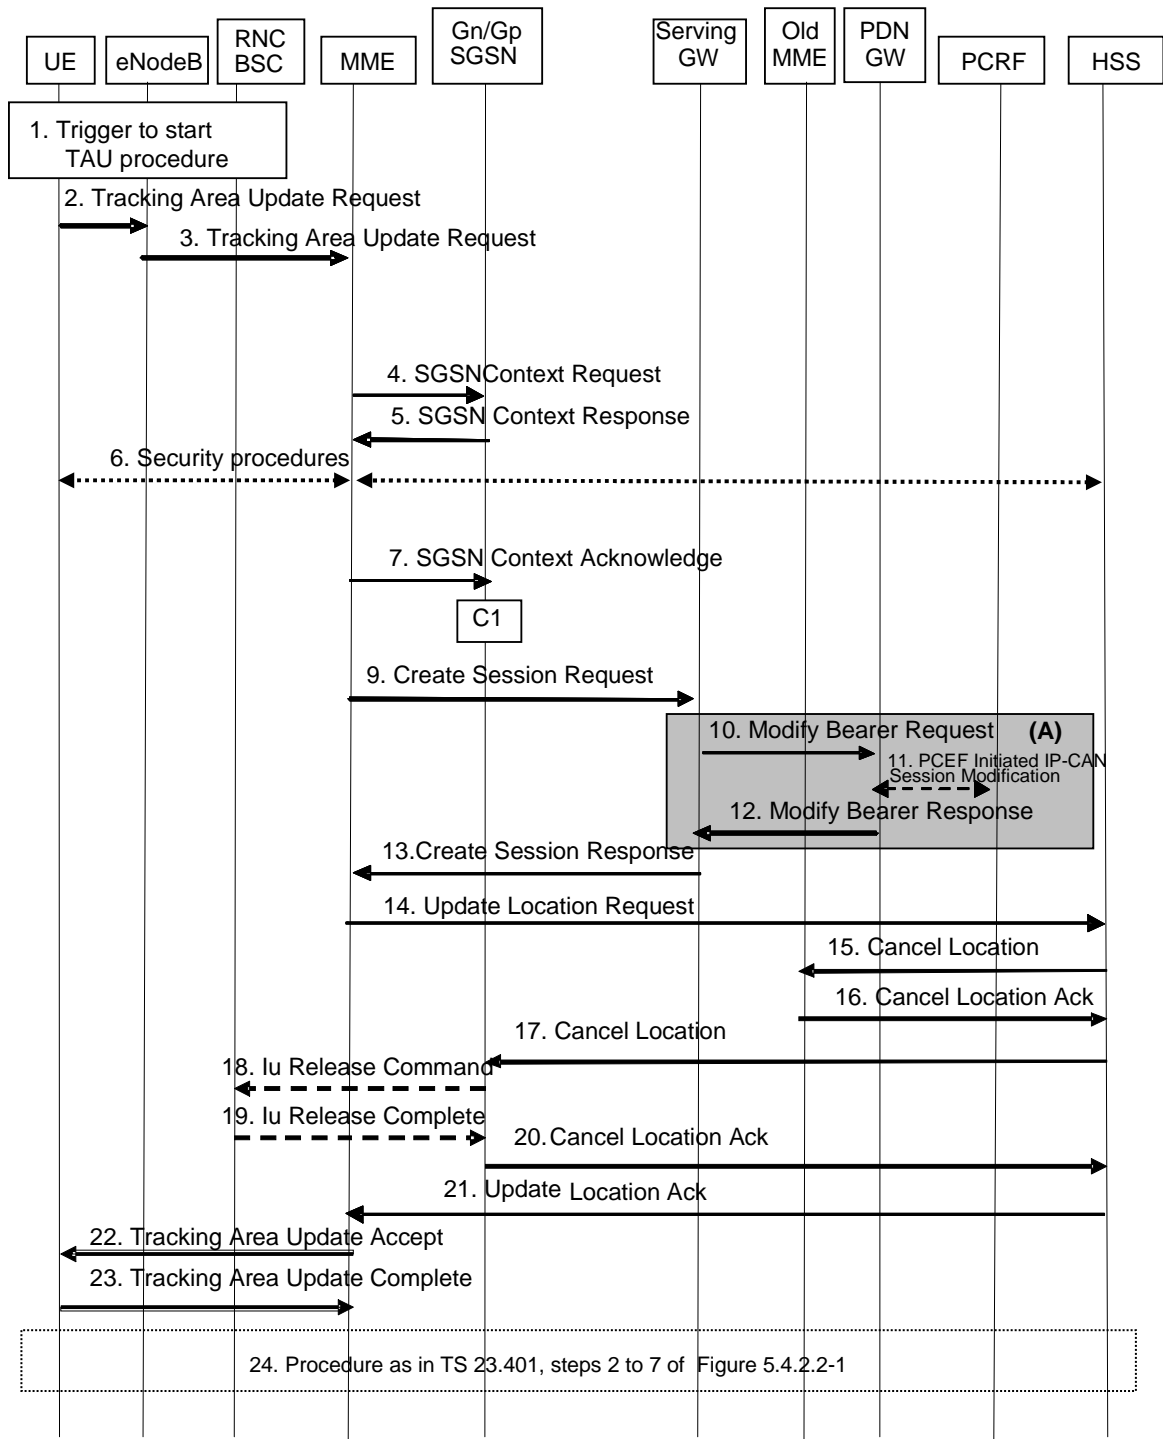 UE
eNodeB
RNC
BSC
MME
Gn/Gp
SGSN
Serving
GW
Old
MME
PDN
GW
PCRF
HSS
1. Trigger to start
TAU procedure
2. Tracking Area Update Request
3. Tracking Area Update Request
4. SGSNContext Request
5. SGSN Context Response
6. Security procedures
7. SGSN Context Acknowledge
C1
9. Create Session Request
10. Modify Bearer Request (A)
11. PCEF Initiated IP-CAN
Session Modification
12. Modify Bearer Response
13.Create Session Response
14. Update Location Request
15. Cancel Location
16. Cancel Location Ack
17. Cancel Location
18. Iu Release Command
19. Iu Release Complete
20.Cancel Location Ack
21. Update Location Ack
22. Tracking Area Update Accept
23. Tracking Area Update Complete
24. Procedure as in TS 23.401, steps 2 to 7 of Figure 5.4.2.2-1